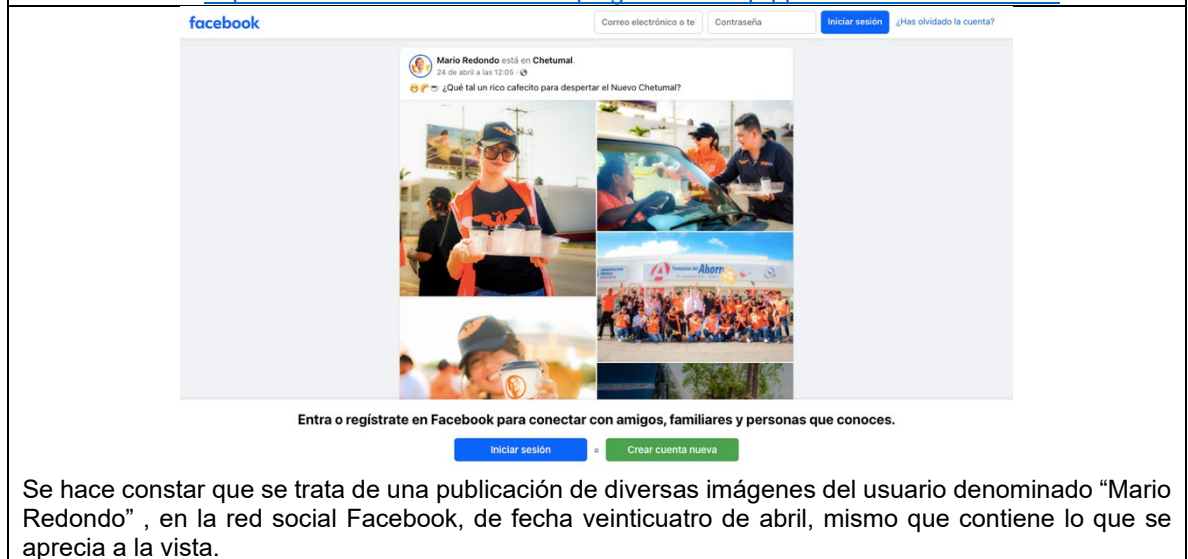 facebook
Correo electrónico o te
Contraseña
Iniciar sesión
¿Has olvidado la cuenta?
Mario Redondo está en Chetumal.
24 de abril a las 12:05 ·
¿Qué tal un rico cafecito para despertar el Nuevo Chetumal?
Farmacias del Ahorro
Entra o regístrate en Facebook para conectar con amigos, familiares y personas que conoces.
Iniciar sesión o Crear cuenta nueva
Se hace constar que se trata de una publicación de diversas imágenes del usuario denominado “Mario
Redondo” , en la red social Facebook, de fecha veinticuatro de abril, mismo que contiene lo que se
aprecia a la vista.